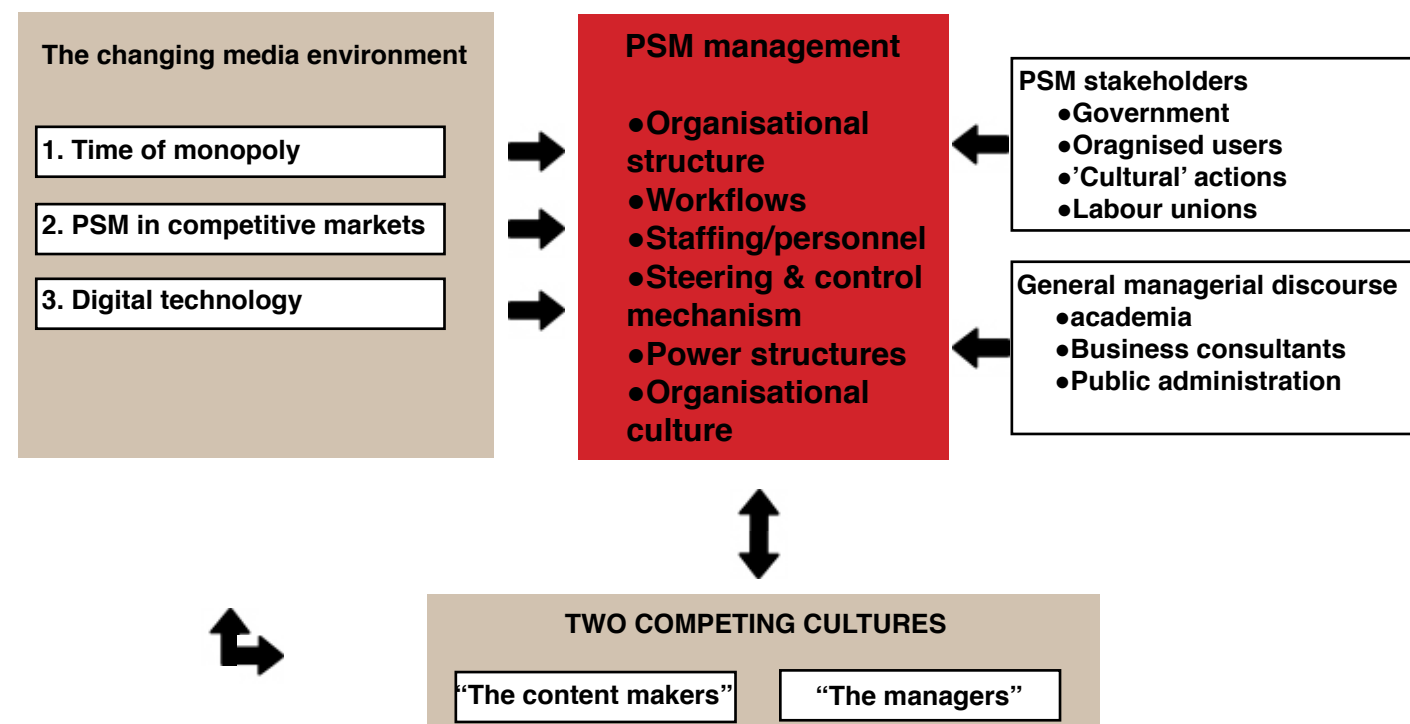 The changing media environment
1. Time of monopoly
2. PSM in competitive markets
3. Digital technology
PSM management
●Organisational
structure
●Workflows
●Staffing/personnel
●Steering & control
mechanism
●Power structures
●Organisational
culture
PSM stakeholders
●Government
●Oragnised users
●’Cultural’ actions
●Labour unions
General managerial discourse
●academia
●Business consultants
●Public administration
TWO COMPETING CULTURES
“The content makers”
“The managers”